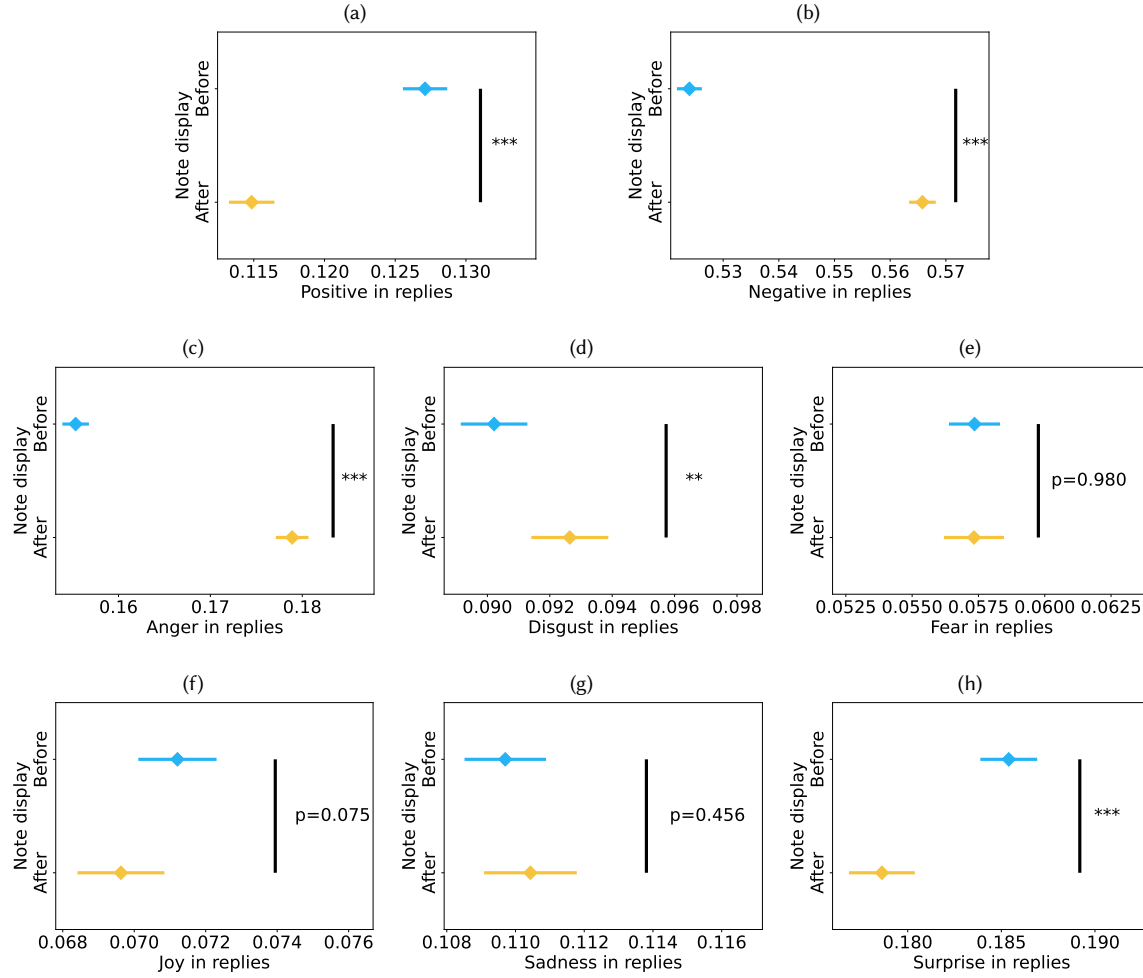 (a)
Note display
Before
After
***
0.115 0.120 0.125 0.130
Positive in replies
(b)
Note display
Before
After
***
0.53 0.54 0.55 0.56 0.57
Negative in replies
(c)
Note display
Before
After
***
0.16 0.17 0.18
Anger in replies
(d)
Note display
Before
After
**
0.090 0.092 0.094 0.096 0.098
Disgust in replies
(e)
Note display
Before
After
p=0.980
0.0525 0.0550 0.0575 0.0600 0.0625
Fear in replies
(f)
Note display
Before
After
p=0.075
0.068 0.070 0.072 0.074 0.076
Joy in replies
(g)
Note display
Before
After
p=0.456
0.108 0.110 0.112 0.114 0.116
Sadness in replies
(h)
Note display
Before
After
***
0.180 0.185 0.190
Surprise in replies